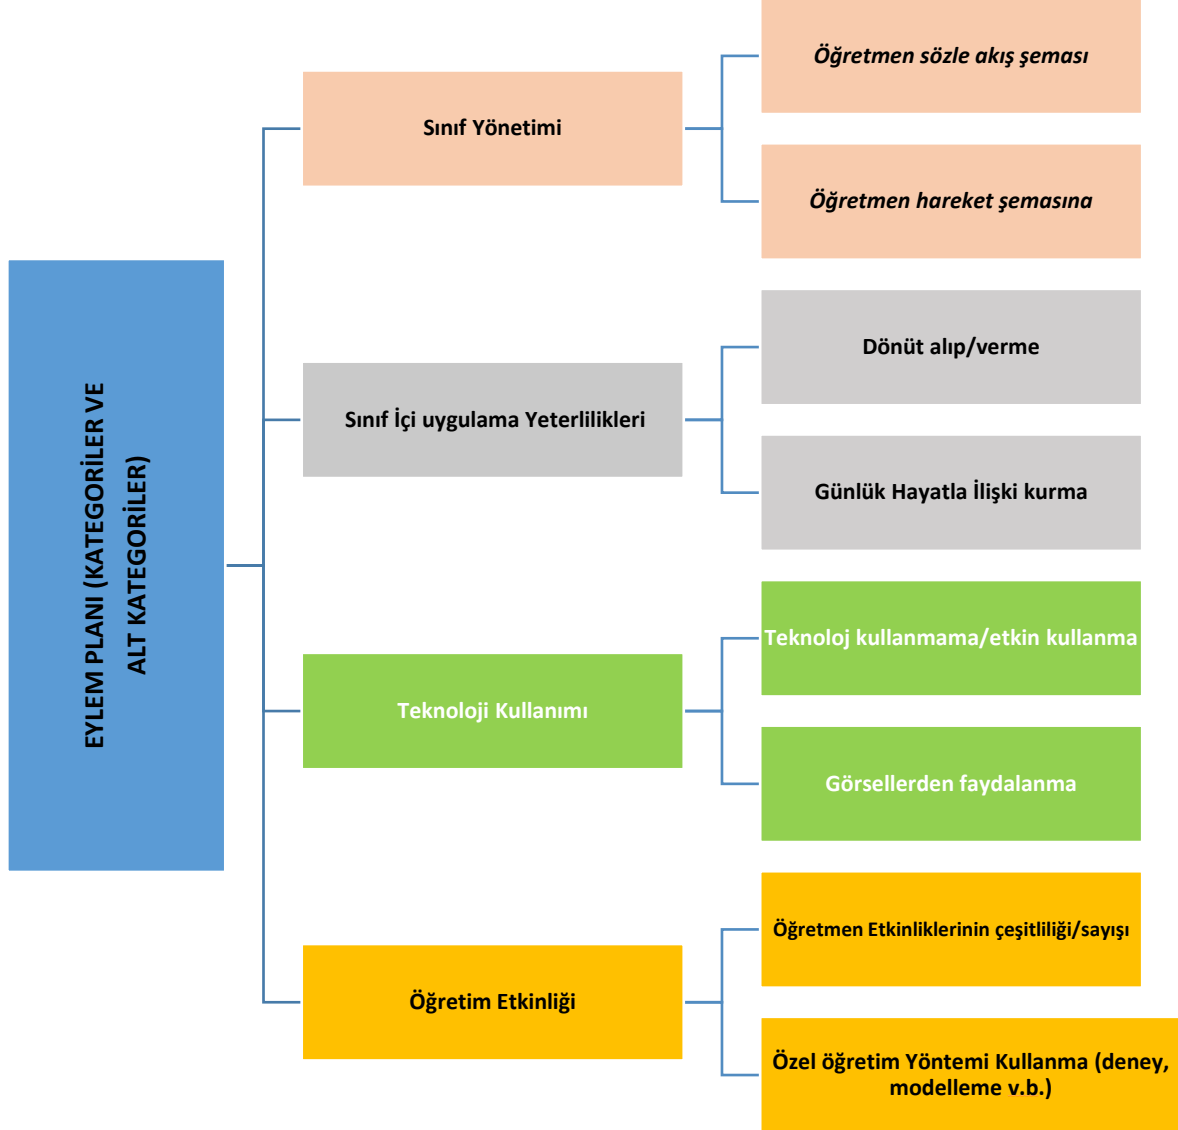 EYLEM PLANI (KATEGORİLER VE
ALT KATEGORİLER)
Sınıf Yönetimi
Öğretmen sözle akış şeması
Öğretmen hareket şemasına
Sınıf İçi uygulama Yeterlilikleri
Dönüt alıp/verme
Günlük Hayatla İlişki kurma
Teknoloji Kullanımı
Teknoloj kullanmama/etkin kullanma
Görsellerden faydalanma
Öğretim Etkinliği
Öğretmen Etkinliklerinin çeşitliliği/sayışı
Özel öğretim Yöntemi Kullanma (deney,
modelleme v.b.)